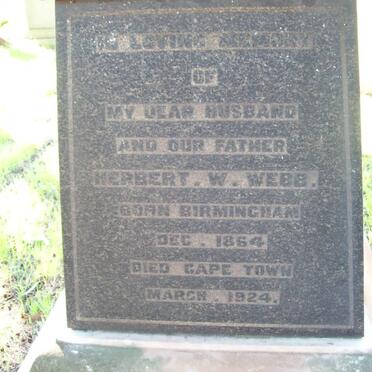 IN LOVING MEMORY
OF
MY DEAR HUSBAND
AND OUR FATHER
HERBERT . W . WEBB .
BORN BIRMINGHAM
DEC . 1864
DIED CAPE TOWN
MARCH . 1924 .